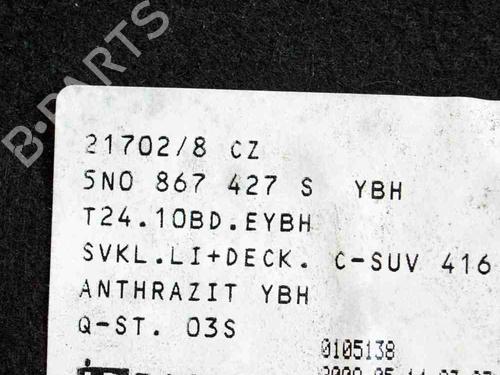 B-PARTS
21702/8 CZ
5N0 867 427 S YBH
T24.10BD.EYBH
SVKL.LI+DECK. C-SUV 416
ANTHRAZIT YBH
Q-ST. 03S
0105138